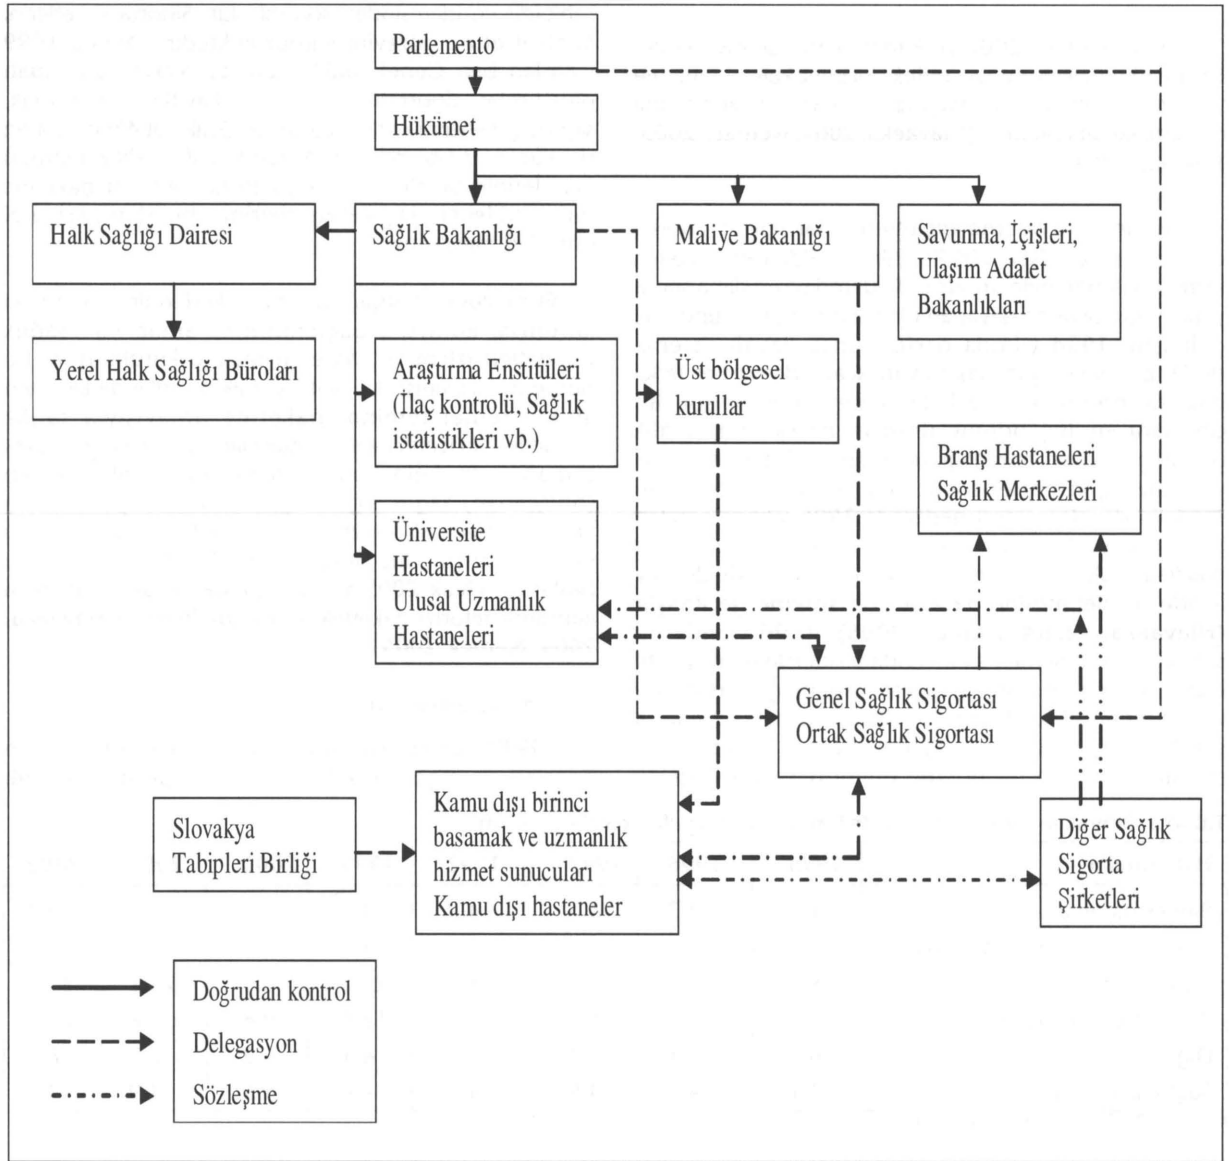 Parlemento
Hükümet
Halk Sağlığı Dairesi
Sağlık Bakanlığı
Maliye Bakanlığı
Savunma, İçişleri,
Ulaşım Adalet
Bakanlıkları
Yerel Halk Sağlığı Büroları
Araştırma Enstitüleri
(İlaç kontrolü, Sağlık
istatistikleri vb.)
Üst bölgesel
kurullar
Branş Hastaneleri
Sağlık Merkezleri
Üniversite
Hastaneleri
Ulusal Uzmanlık
Hastaneleri
Genel Sağlık Sigortası
Ortak Sağlık Sigortası
Slovakya
Tabipleri Birliği
Kamu dışı birinci
basamak ve uzmanlık
hizmet sunucuları
Kamu dışı hastaneler
Diğer Sağlık
Sigorta
Şirketleri
Doğrudan kontrol
Delegasyon
Sözleşme